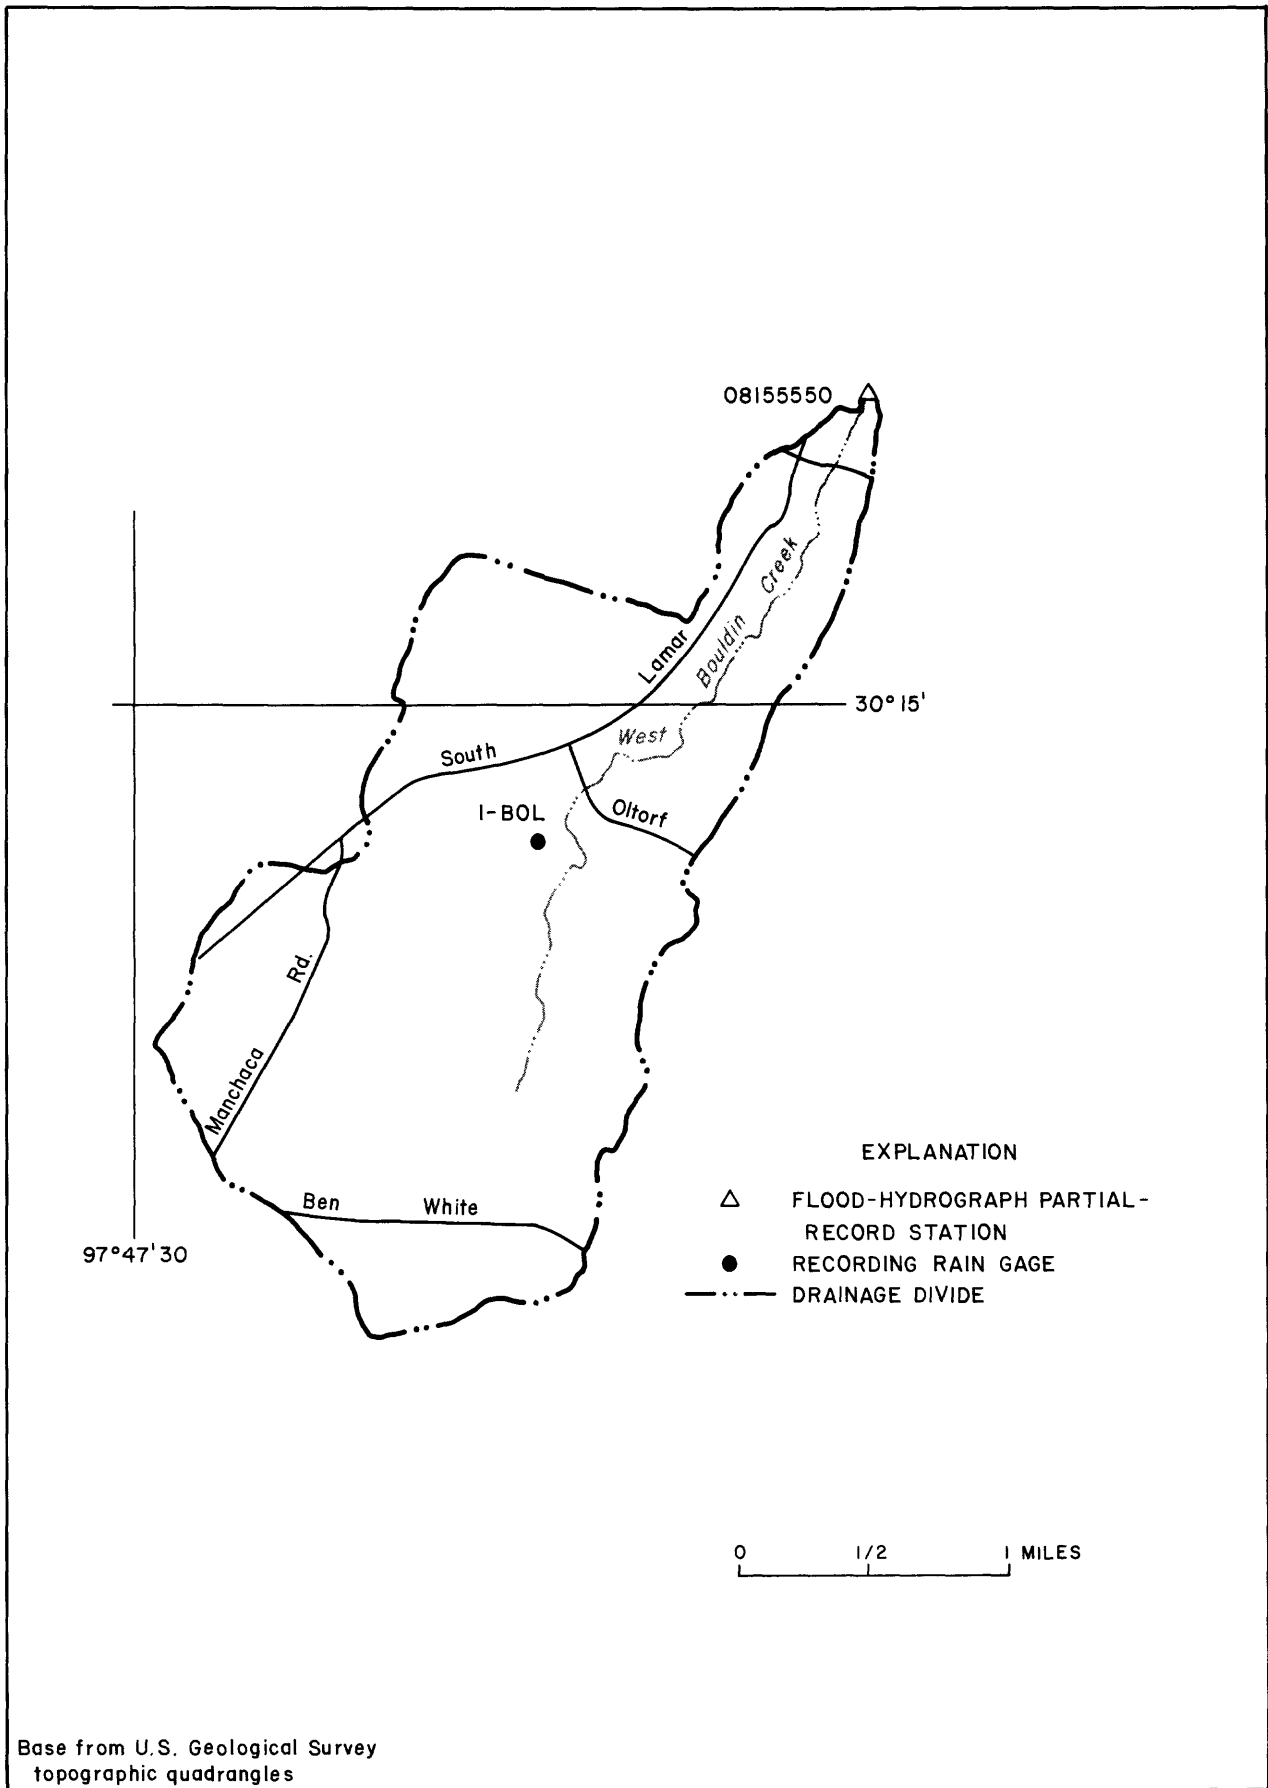 08155550
Creek
Bouldin
Lamar
30°15'
West
South
1-BOL
Oltorf
Rd.
Manchaca
EXPLANATION
Ben White
FLOOD-HYDROGRAPH PARTIAL-
RECORD STATION
97°47'30
RECORDING RAIN GAGE
DRAINAGE DIVIDE
0 1/2 1 MILES
Base from U.S. Geological Survey
topographic quadrangles